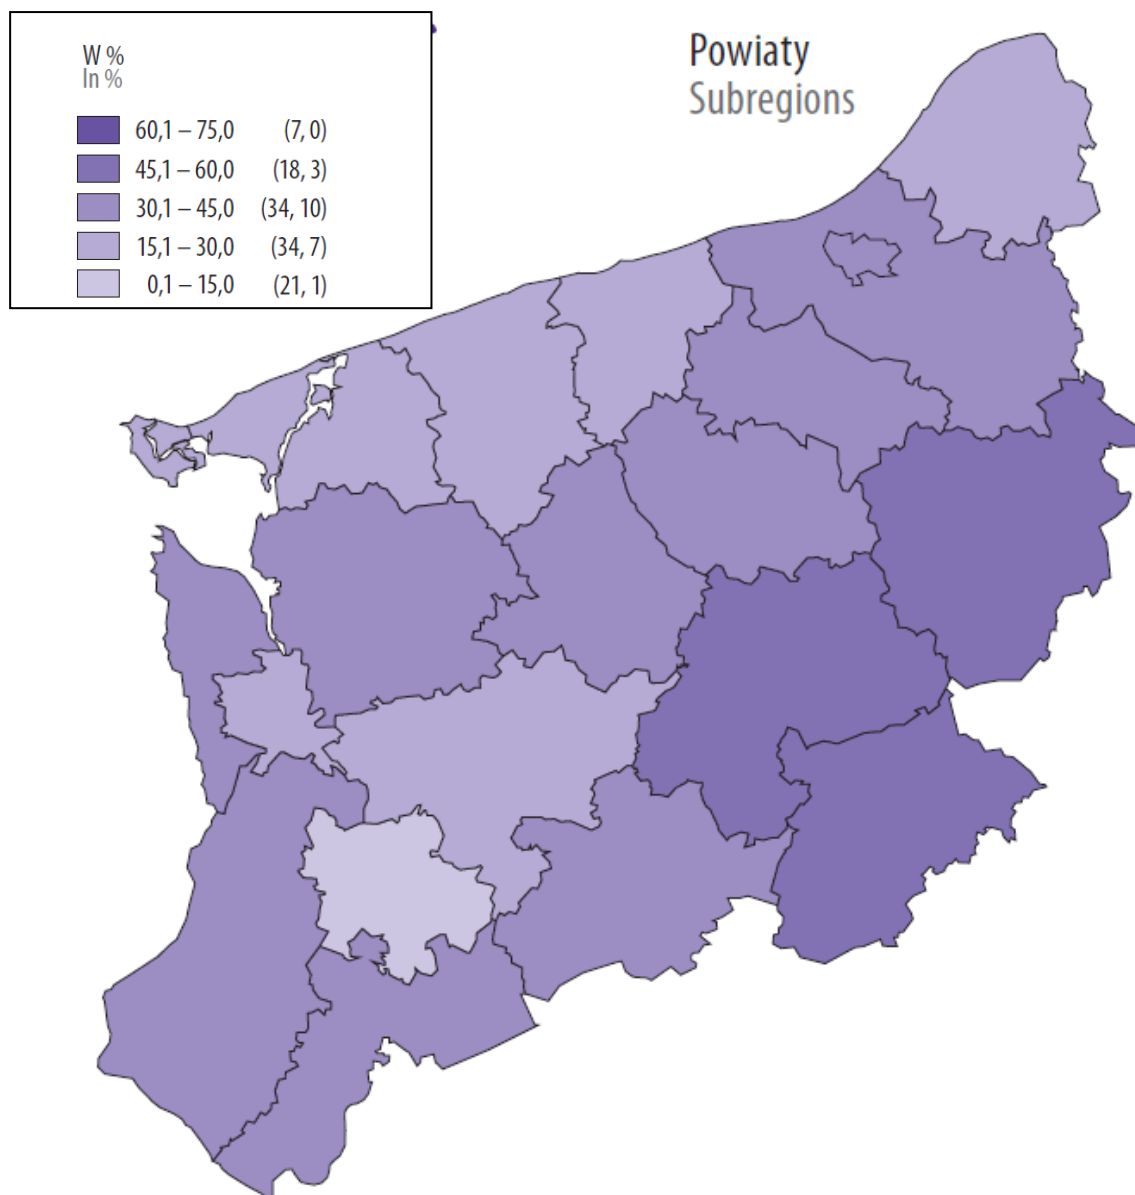 W %
In %
60,1 – 75,0 (7, 0)
45,1 – 60,0 (18, 3)
30,1 – 45,0 (34, 10)
15,1 – 30,0 (34, 7)
0,1 – 15,0 (21, 1)
Powiaty
Subregions